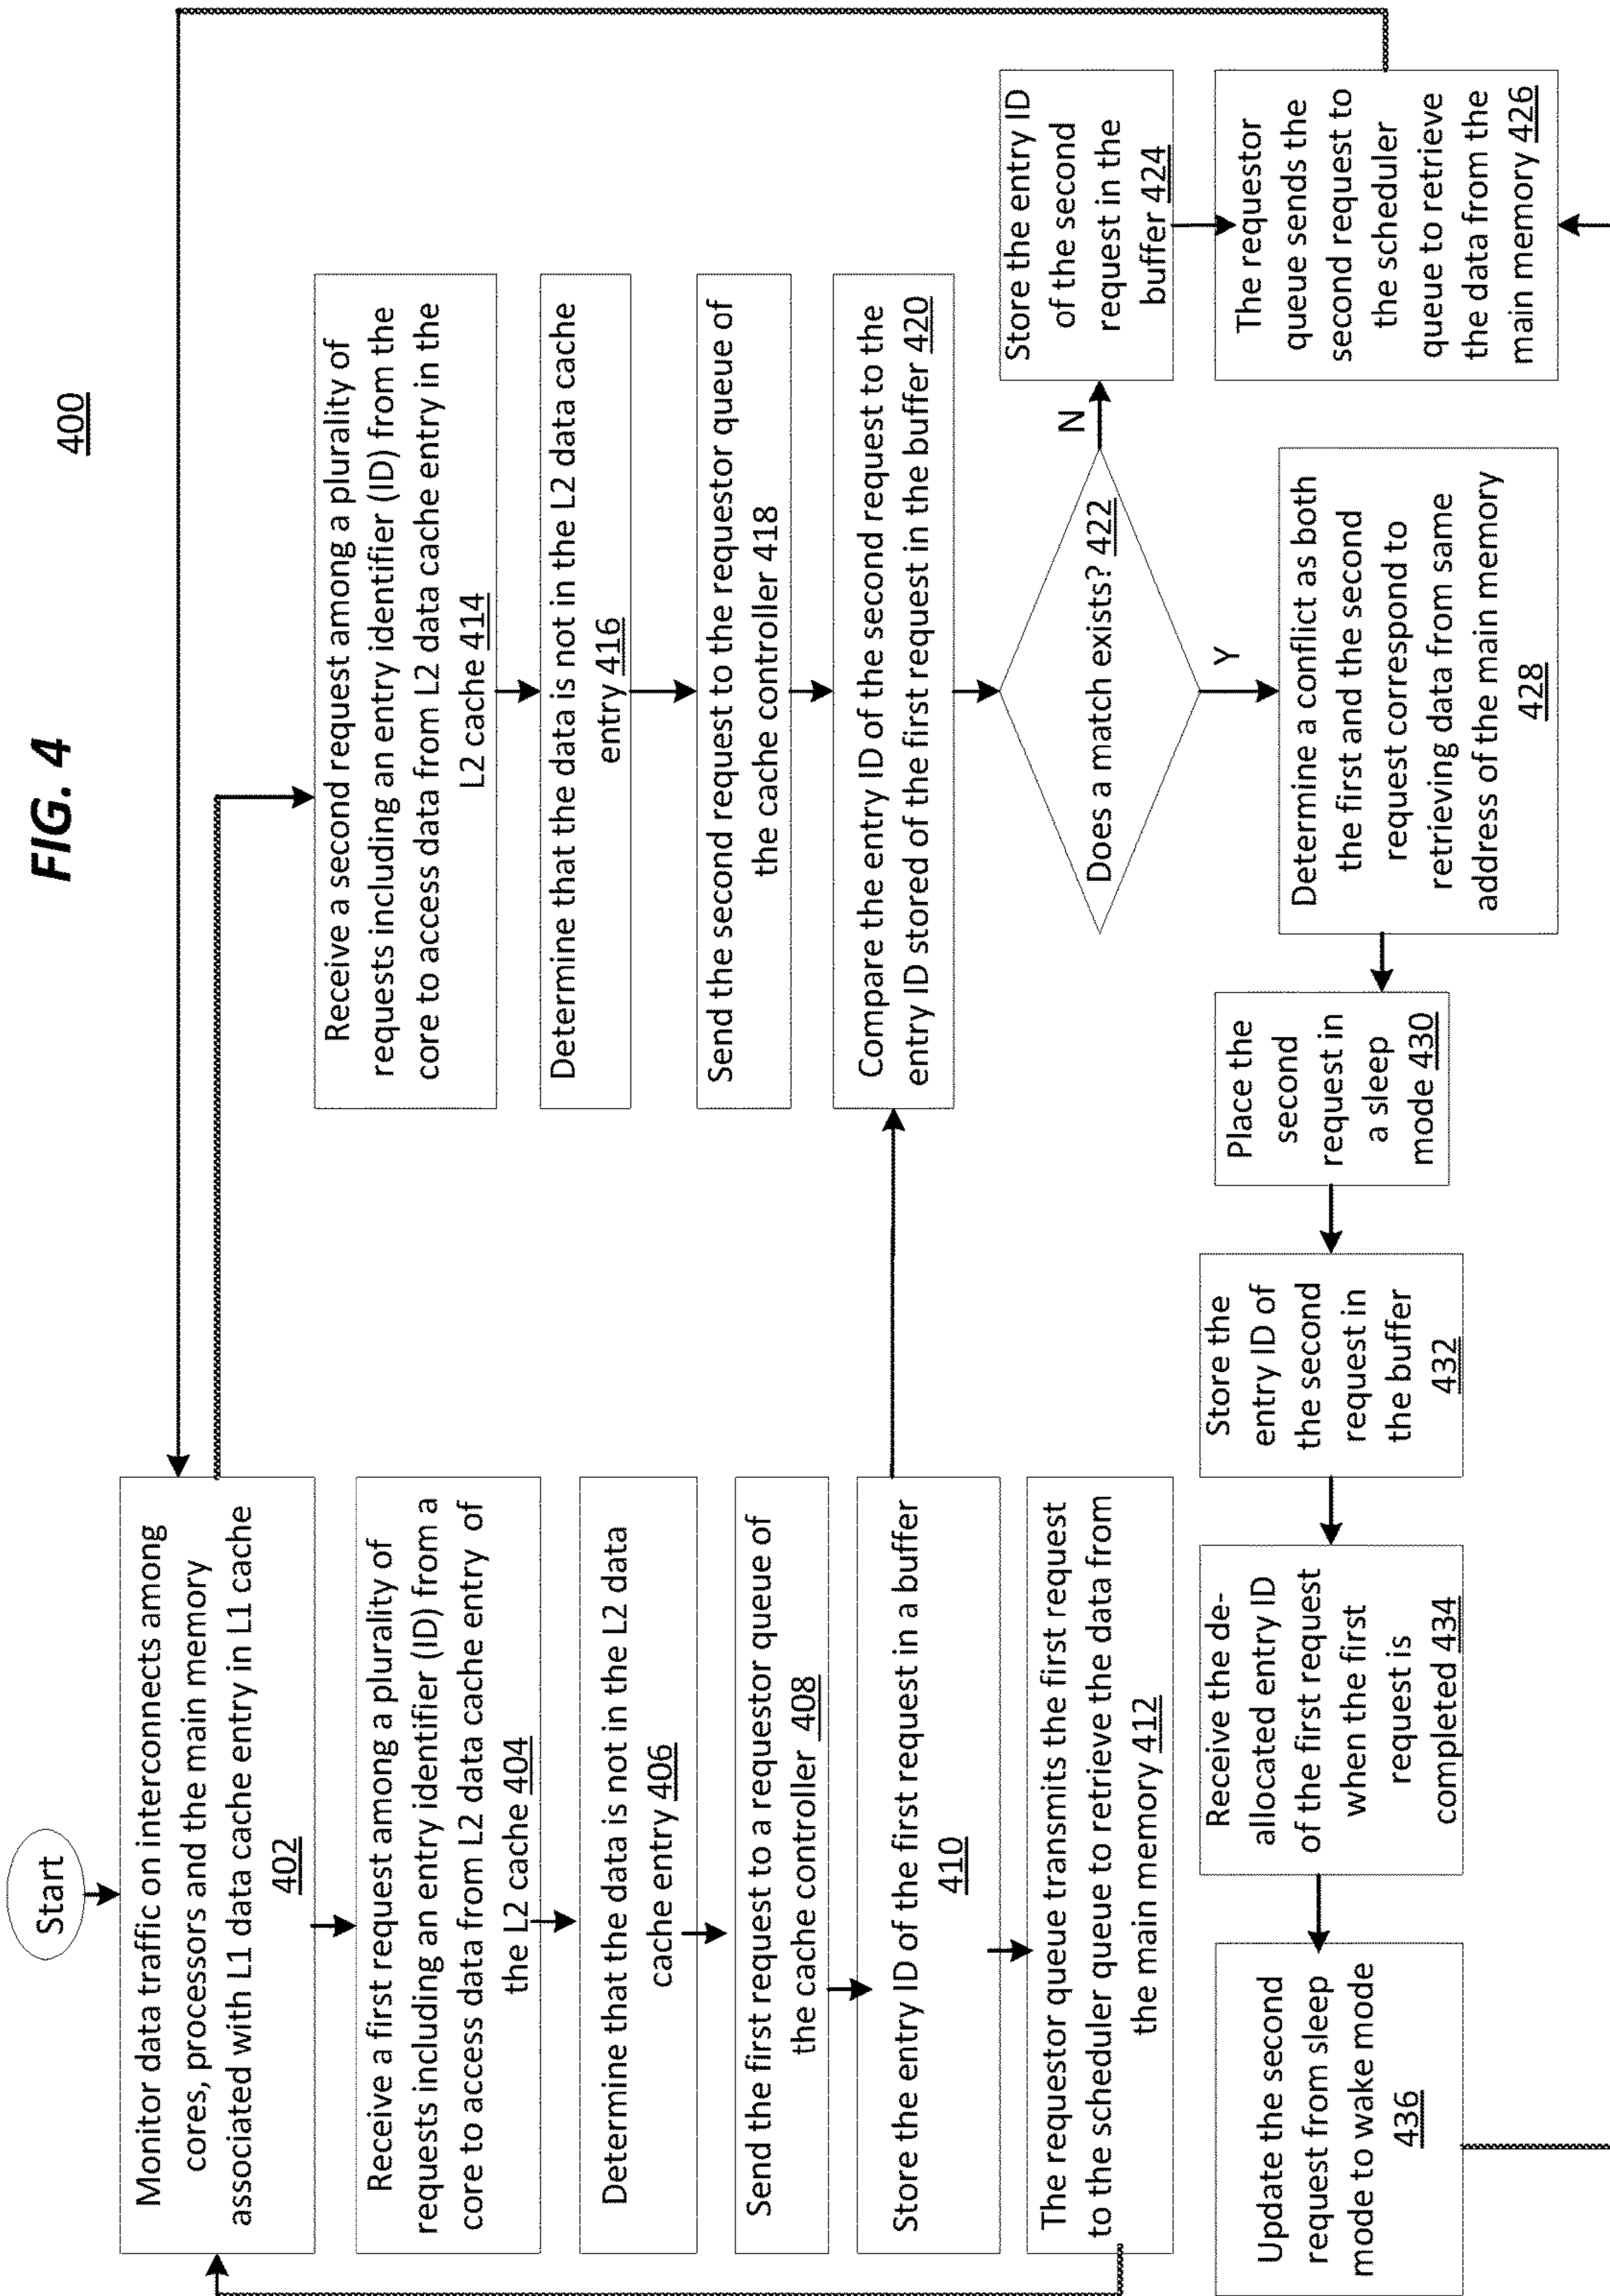 FIG. 4
400
Start
Monitor data traffic on interconnects among
cores, processors and the main memory
associated with L1 data cache entry in L1 cache
402
Receive a first request among a plurality of
requests including an entry identifier (ID) from a
core to access data from L2 data cache entry of
the L2 cache 404
Determine that the data is not in the L2 data
cache entry 406
Send the first request to a requestor queue of
the cache controller 408
Store the entry ID of the first request in a buffer
410
The requestor queue transmits the first request
to the scheduler queue to retrieve the data from
the main memory 412
Receive a second request among a plurality of
requests including an entry identifier (ID) from the
core to access data from L2 data cache entry in the
L2 cache 414
Determine that the data is not in the L2 data cache
entry 416
Send the second request to the requestor queue of
the cache controller 418
Compare the entry ID of the second request to the
entry ID stored of the first request in the buffer 420
Does a match exists? 422
N
Store the entry ID
of the second
request in the
buffer 424
The requestor
queue sends the
second request to
the scheduler
queue to retrieve
the data from the
main memory 426
Y
Determine a conflict as both
the first and the second
request correspond to
retrieving data from same
address of the main memory
428
Place the
second
request in
a sleep
mode 430
Store the
entry ID of
the second
request in
the buffer
432
Receive the de-
allocated entry ID
of the first request
when the first
request is
completed 434
Update the second
request from sleep
mode to wake mode
436